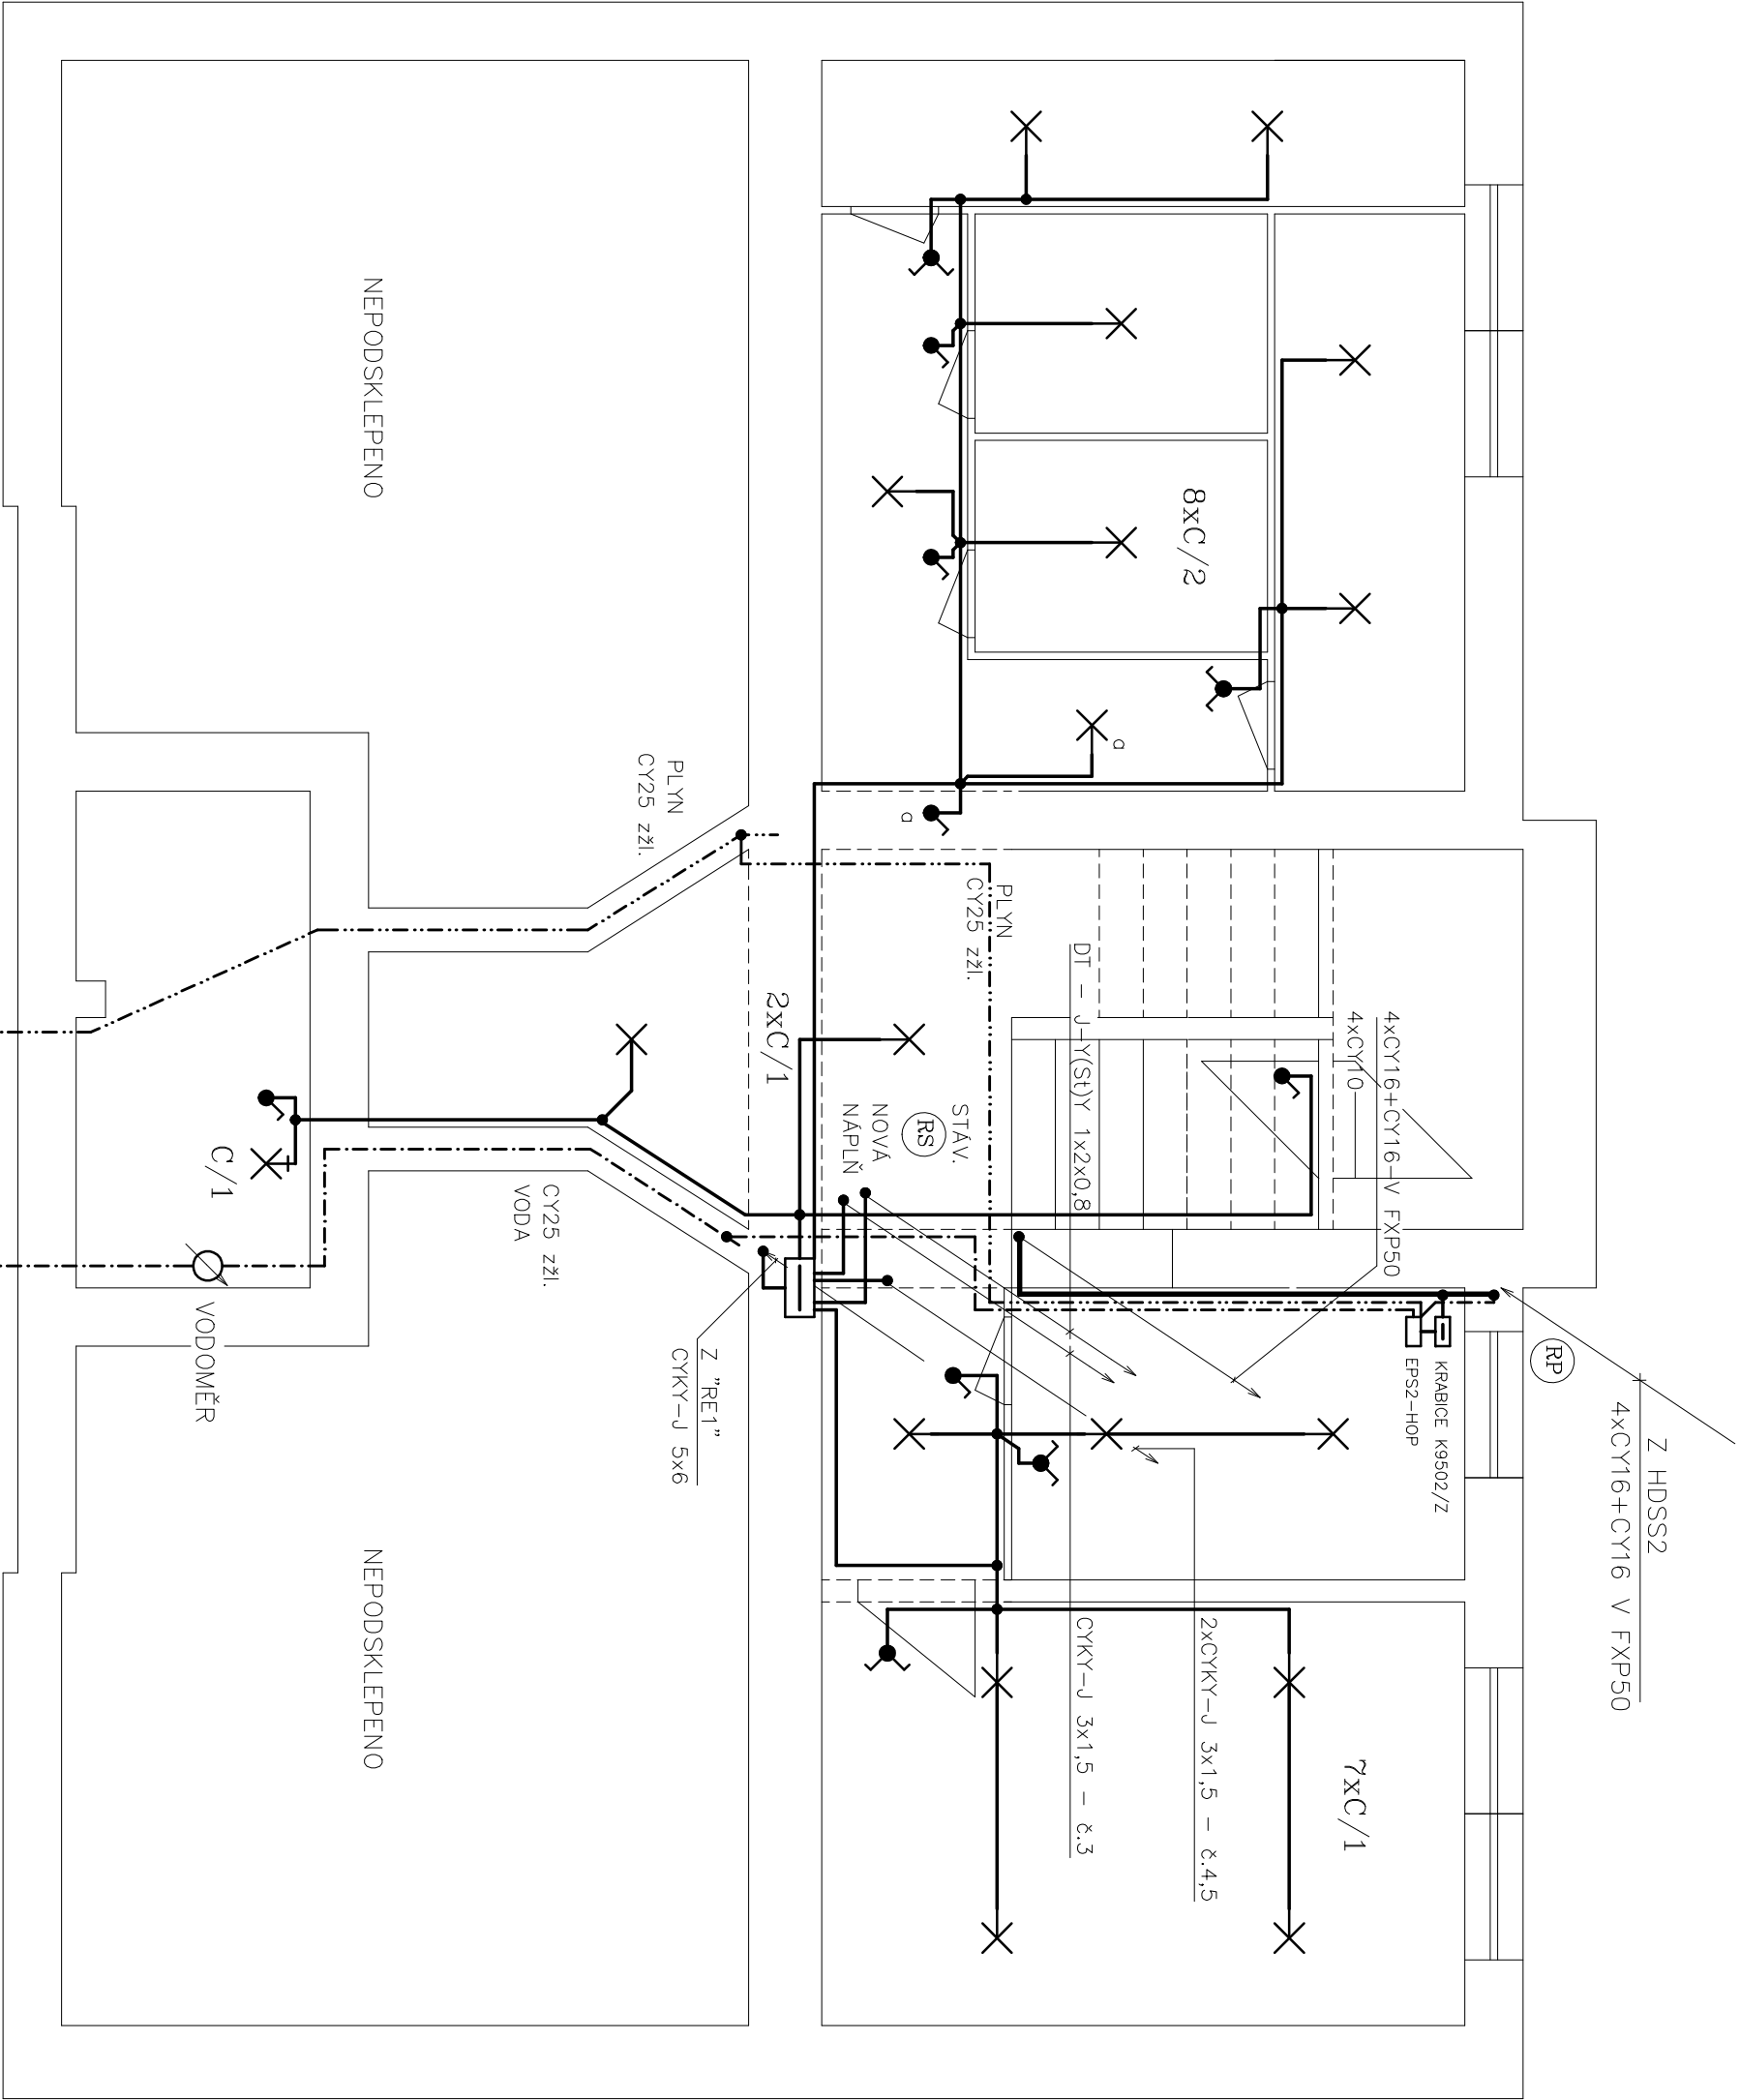 Z HDSS2
4xCY16+CY16 V FXP50
RP
KRABICE K9502/Z
EPS2-HOP
4xCY16+CY16 V FXP50
4xCY10
7xC/1
8xC/2
2xCYKY-J 3x1,5 - č.4,5
a
DT - J-Y(St)Y 1x2x0,8
CYKY-J 3x1,5 - č.3
PLYN
CY25 zžl.
STÁV.
RS
NOVÁ
NÁPLŇ
a
2xC/1
Z "RE1"
CYKY-J 5x6
PLYN
CY25 zžl.
CY25 zžl.
VODA
NEPODSKLEPENO
NEPODSKLEPENO
C/1
VODOMĚR